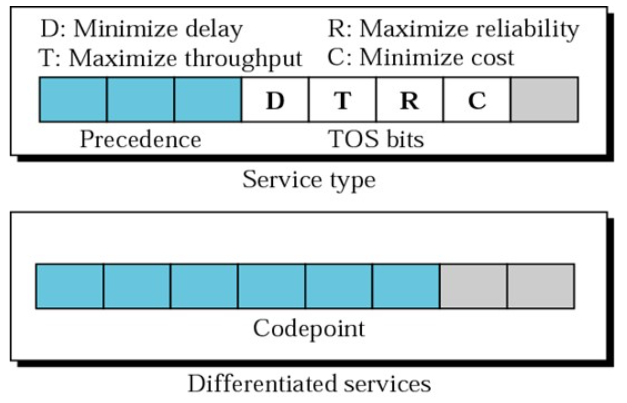 D: Minimize delay R: Maximize reliability
T: Maximize throughput C: Minimize cost
D T R C
Precedence TOS bits
Service type
Codepoint
Differentiated services